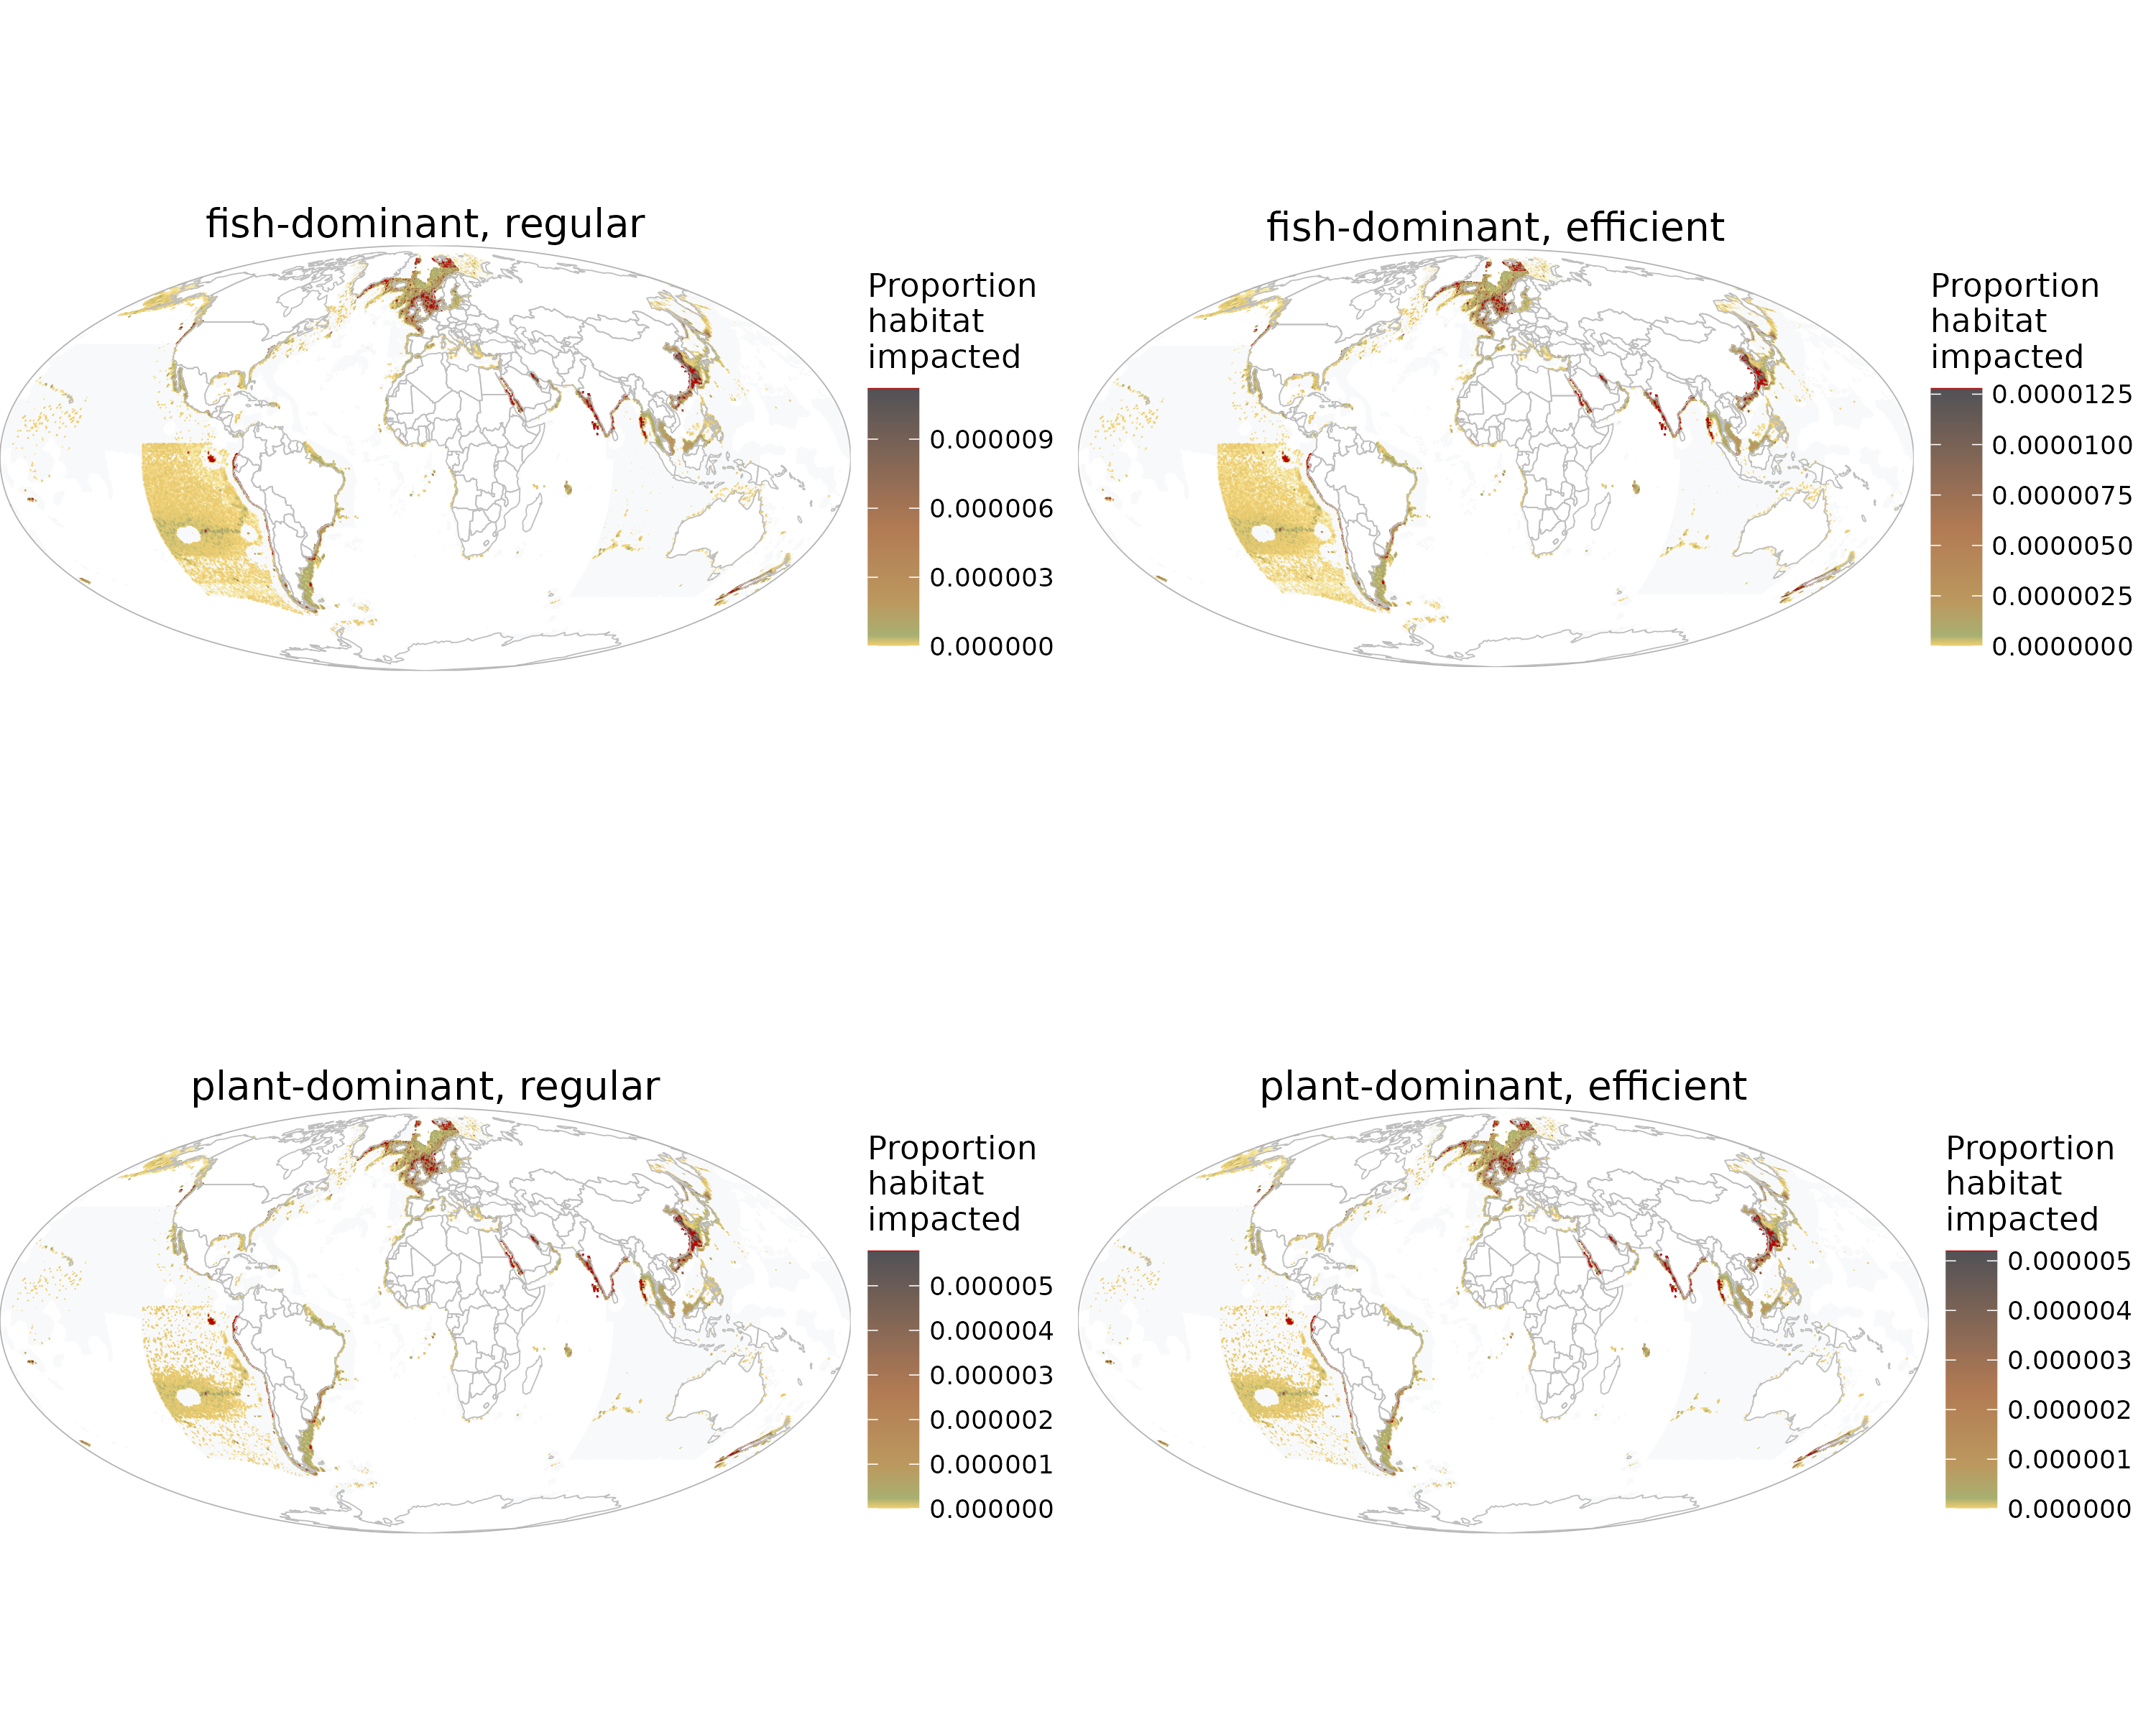 fish-dominant, regular
Proportion
habitat
impacted
0.000009
0.000006
0.000003
0.000000
fish-dominant, efficient
Proportion
habitat
impacted
0.0000125
0.0000100
0.0000075
0.0000050
0.0000025
0.0000000
plant-dominant, regular
Proportion
habitat
impacted
0.000005
0.000004
0.000003
0.000002
0.000001
0.000000
plant-dominant, efficient
Proportion
habitat
impacted
0.000005
0.000004
0.000003
0.000002
0.000001
0.000000